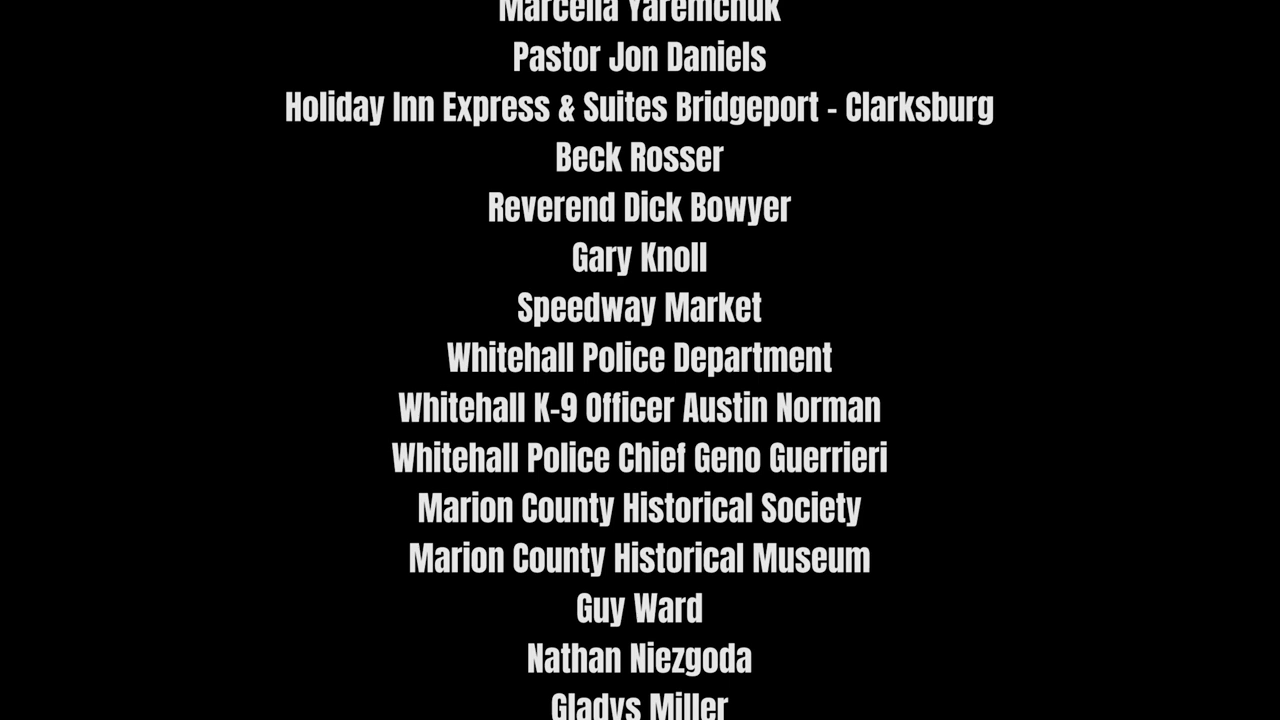 Marcella Yaremchuk
Pastor Jon Daniels
Holiday Inn Express & Suites Bridgeport - Clarksburg
Beck Rosser
Reverend Dick Bowyer
Gary Knoll
Speedway Market
Whitehall Police Department
Whitehall K-9 Officer Austin Norman
Whitehall Police Chief Geno Guerrieri
Marion County Historical Society
Marion County Historical Museum
Guy Ward
Nathan Niezgoda
Gladys Miller